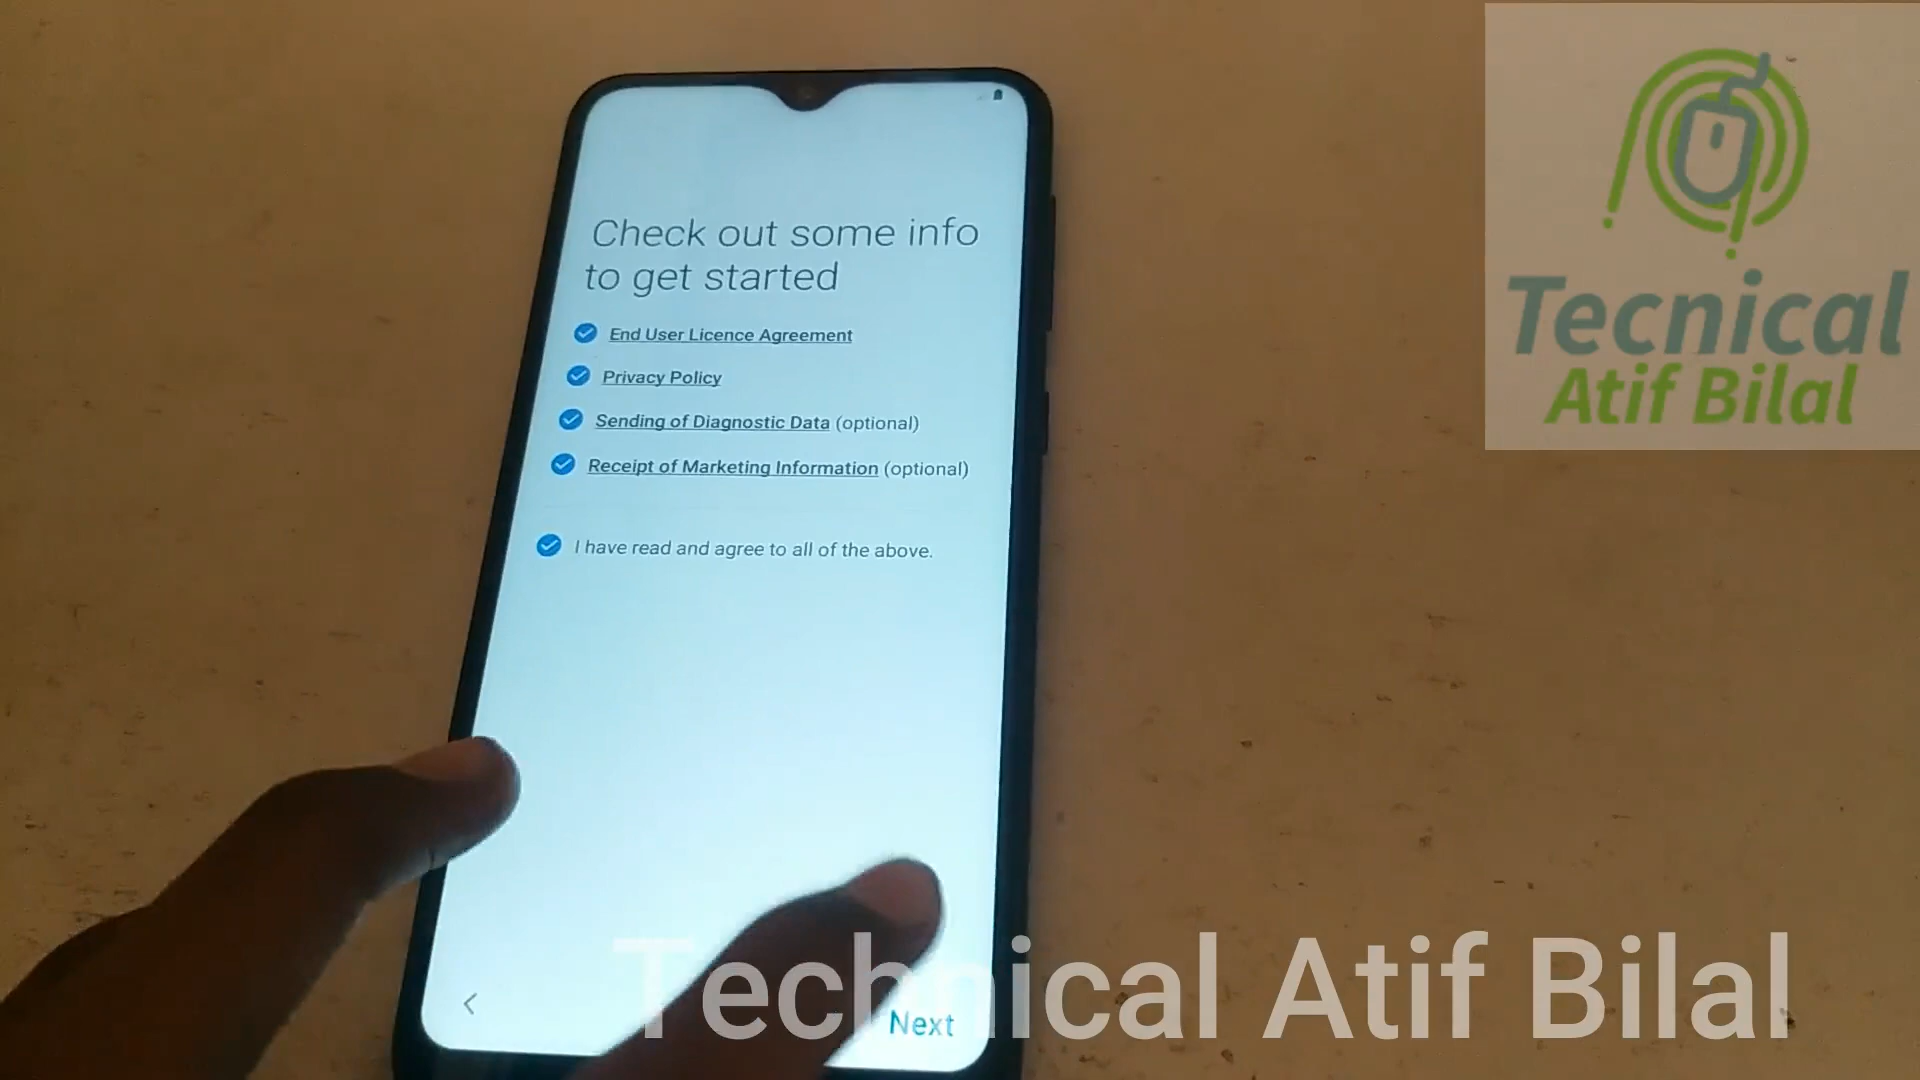 Check out some info
to get started
End User Licence Agreement
Privacy Policy
Sending of Diagnostic Data (optional)
Receipt of Marketing Information (optional)
I have read and agree to all of the above.
Next
Tecnical
Atif Bilal
Technical Atif Bilal